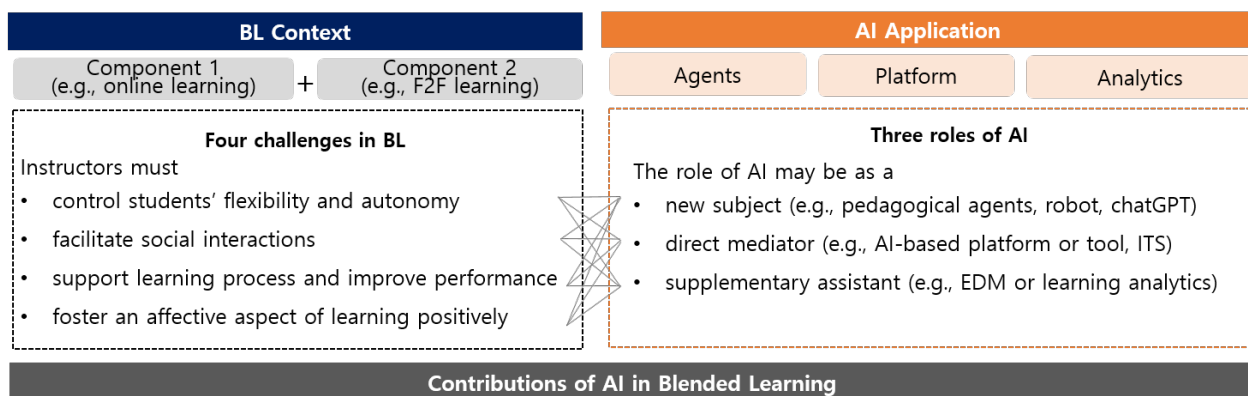 BL Context
Component 1
(e.g., online learning)
+
Component 2
(e.g., F2F learning)
Four challenges in BL
Instructors must
• control students’ flexibility and autonomy
• facilitate social interactions
• support learning process and improve performance
• foster an affective aspect of learning positively
AI Application
Agents
Platform
Analytics
Three roles of AI
The role of AI may be as a
• new subject (e.g., pedagogical agents, robot, chatGPT)
• direct mediator (e.g., AI-based platform or tool, ITS)
• supplementary assistant (e.g., EDM or learning analytics)
Contributions of AI in Blended Learning